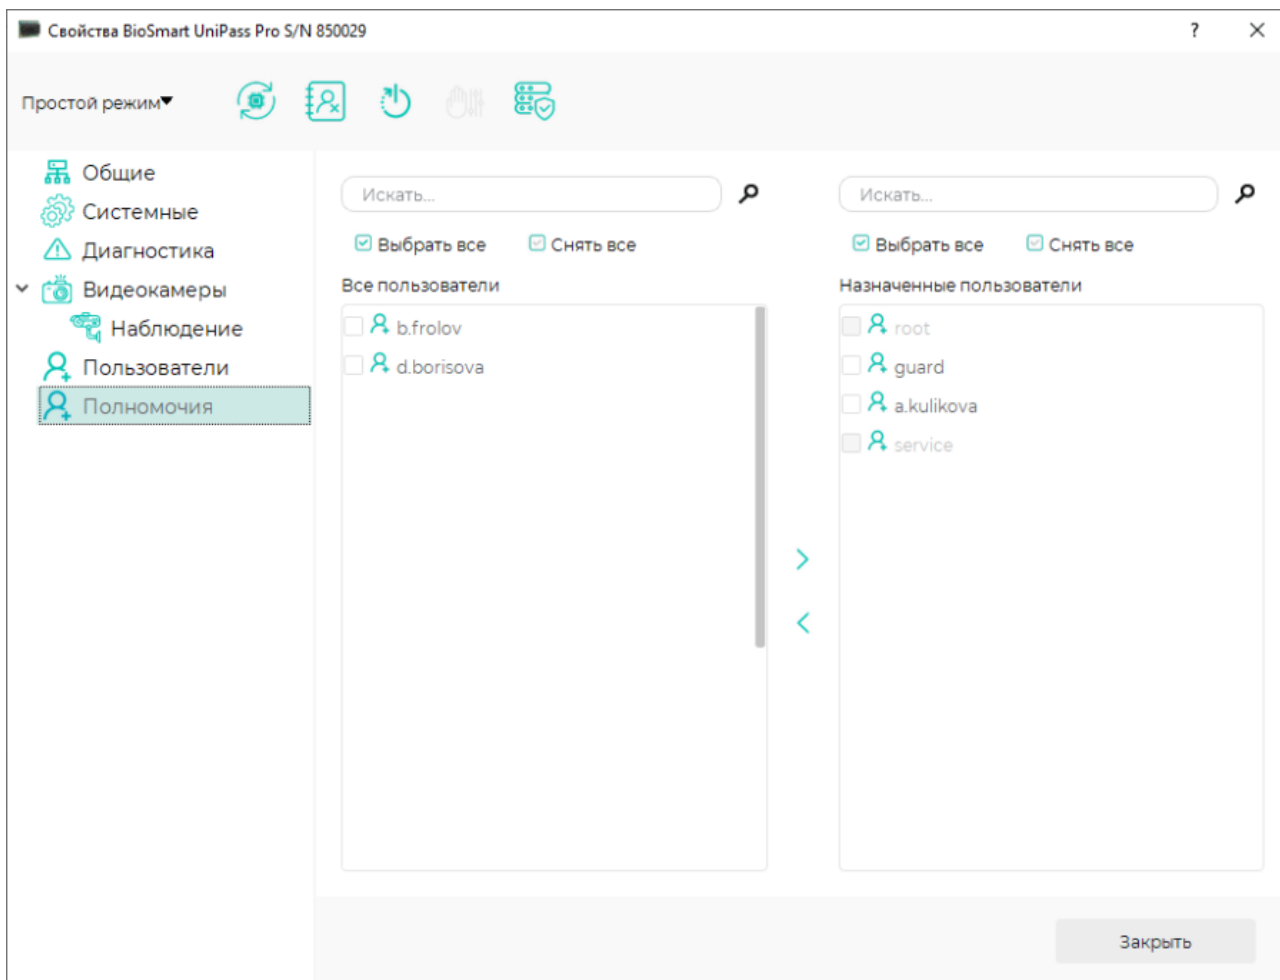 Свойства BioSmart UniPass Pro S/N 850029
?
Простой режим
Общие
Системные
Диагностика
Видеокамеры
Наблюдение
Пользователи
Полномочия
Искать...
Выбрать все
Снять все
Все пользователи
b.frolov
d.borisova
Искать...
Выбрать все
Снять все
Назначенные пользователи
root
guard
a.kulikova
service
Закрыть